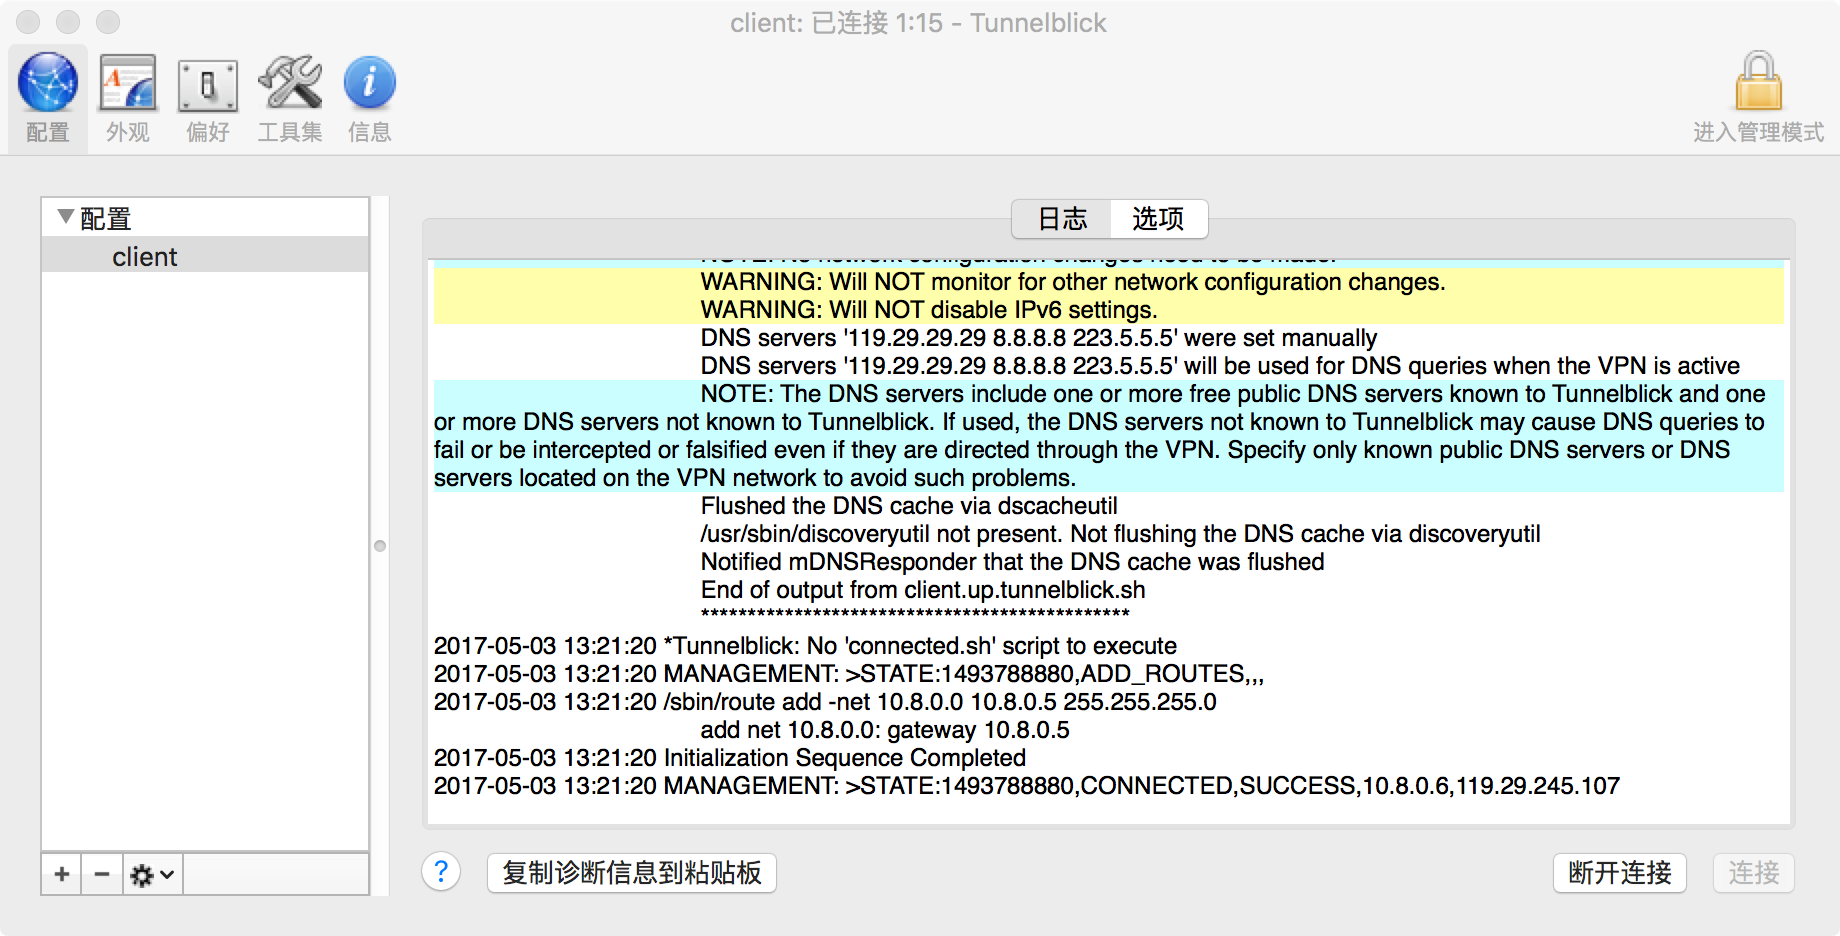 client: 已连接 1:15 - Tunnelblick
配置
外观
偏好
工具集
信息
进入管理模式
配置
client
日志
选项
NOTE: No network configuration changes need to be made.
WARNING: Will NOT monitor for other network configuration changes.
WARNING: Will NOT disable IPv6 settings.
DNS servers '119.29.29.29 8.8.8.8 223.5.5.5' were set manually
DNS servers '119.29.29.29 8.8.8.8 223.5.5.5' will be used for DNS queries when the VPN is active
NOTE: The DNS servers include one or more free public DNS servers known to Tunnelblick and one
or more DNS servers not known to Tunnelblick. If used, the DNS servers not known to Tunnelblick may cause DNS queries to
fail or be intercepted or falsified even if they are directed through the VPN. Specify only known public DNS servers or DNS
servers located on the VPN network to avoid such problems.
Flushed the DNS cache via dscacheutil
/usr/sbin/discoveryutil not present. Not flushing the DNS cache via discoveryutil
Notified mDNSResponder that the DNS cache was flushed
End of output from client.up.tunnelblick.sh
**********************************************
2017-05-03 13:21:20 *Tunnelblick: No 'connected.sh' script to execute
2017-05-03 13:21:20 MANAGEMENT: >STATE:1493788880,ADD_ROUTES,,,
2017-05-03 13:21:20 /sbin/route add -net 10.8.0.0 10.8.0.5 255.255.255.0
add net 10.8.0.0: gateway 10.8.0.5
2017-05-03 13:21:20 Initialization Sequence Completed
2017-05-03 13:21:20 MANAGEMENT: >STATE:1493788880,CONNECTED,SUCCESS,10.8.0.6,119.29.245.107
复制诊断信息到粘贴板
断开连接
连接